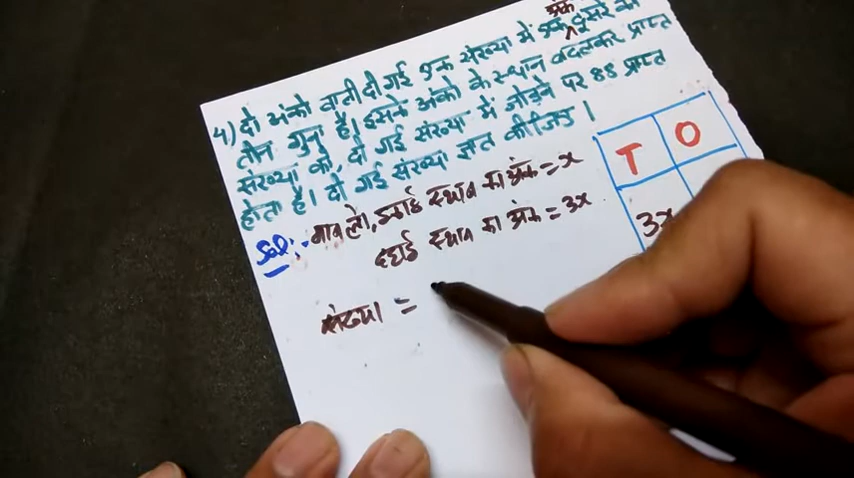 4) दो अंको वाली दी गई एक संख्या में एक अंक दूसरे का
तीन गुना है। इसके अंको के स्थान बदलकर प्राप्त
संख्या को, दी गई संख्या में जोड़ने पर 88 प्राप्त
होता है। दी गई संख्या ज्ञात कीजिए।
T O
Sol:- मान लो, इकाई स्थान का अंक = x
दहाई स्थान का अंक = 3x
3x
संख्या =